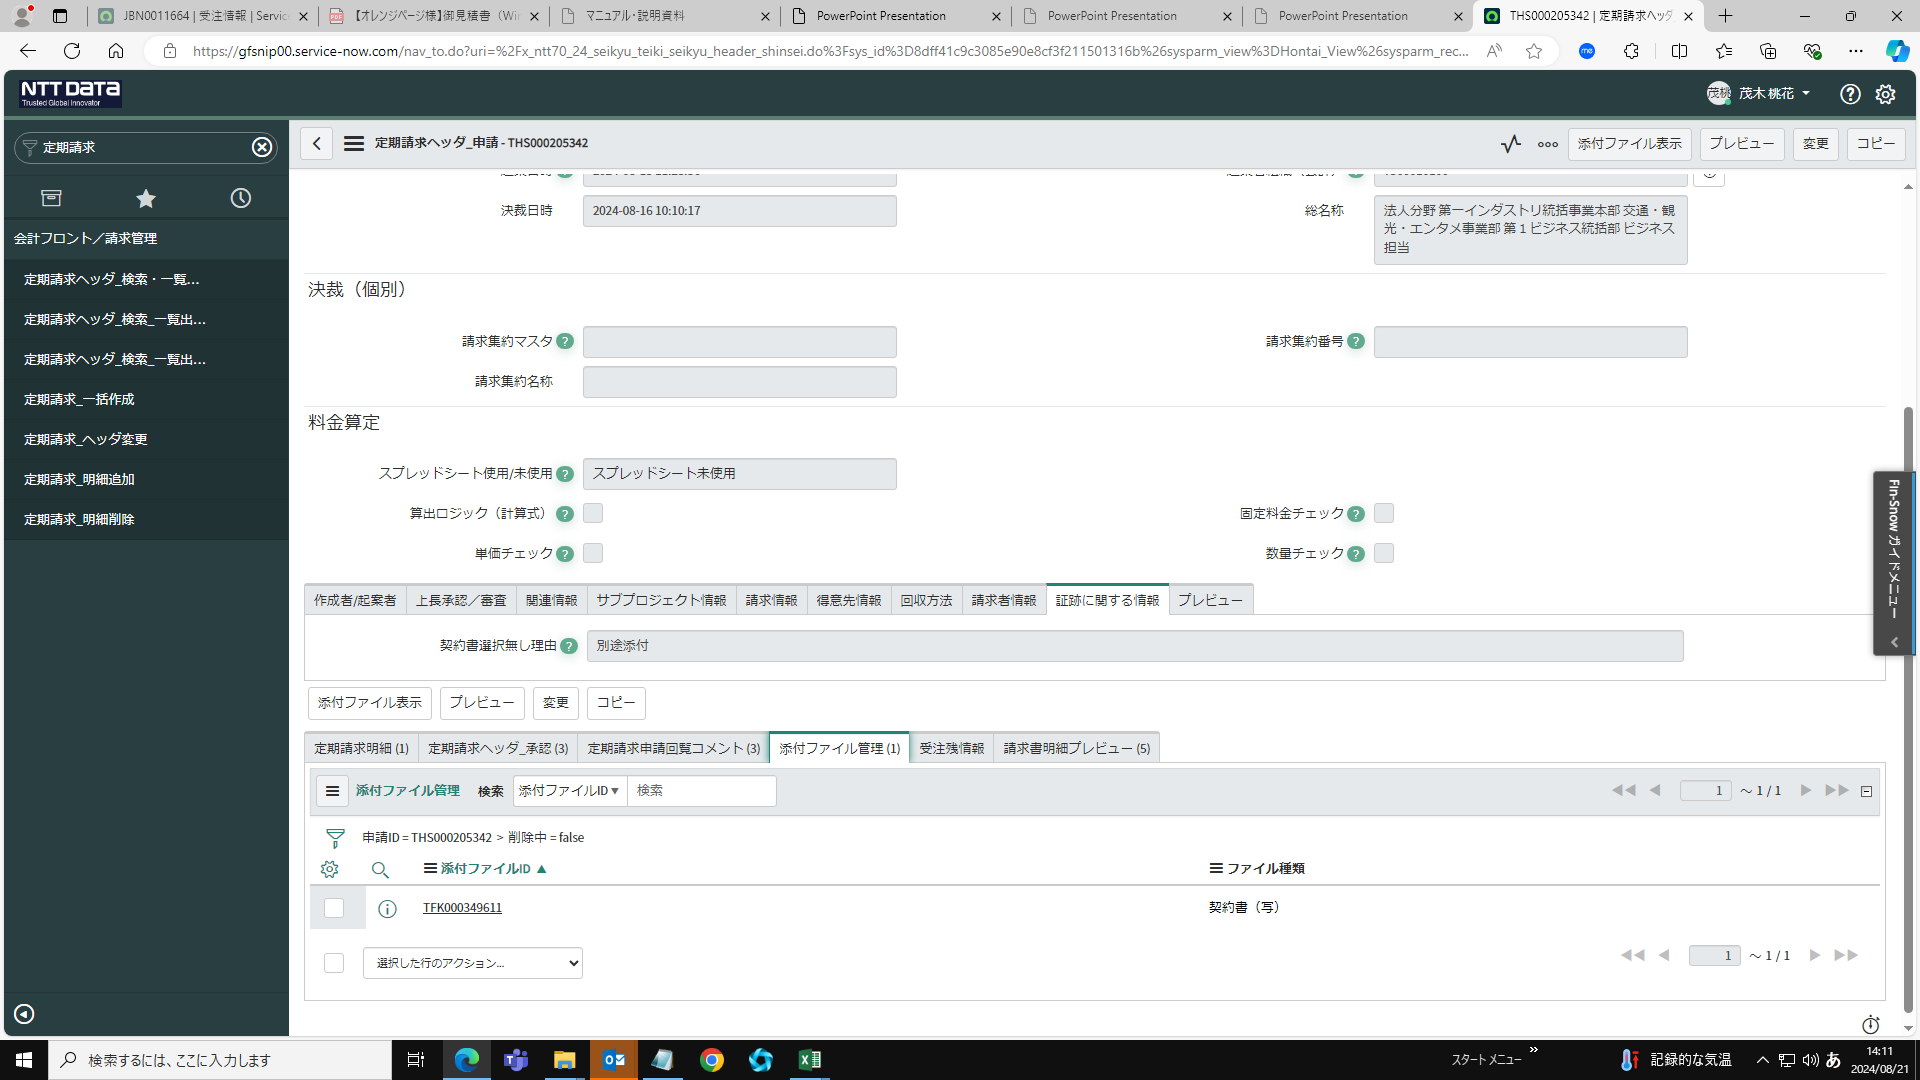 JBN0011664 | 受注情報 | Servic
【オレンジページ様】御見積書（Win
マニュアル・説明資料
PowerPoint Presentation
PowerPoint Presentation
PowerPoint Presentation
THS000205342 | 定期請求ヘッダ
https://gfsnip00.service-now.com/nav_to.do?uri=%2Fx_ntt70_24_seikyu_teiki_seikyu_header_shinsei.do%3Fsys_id%3D8dff41c9c3085e90e8cf3f211501316b%26sysparm_view%3DHontai_View%26sysparm_rec...
NTT DATA
Trusted Global Innovator
茂桃 茂木 桃花
定期請求
定期請求ヘッダ_申請 - THS000205342
添付ファイル表示 プレビュー 変更 コピー
会計フロント／請求管理
定期請求ヘッダ_検索・一覧...
定期請求ヘッダ_検索_一覧出...
定期請求ヘッダ_検索_一覧出...
定期請求_一括作成
定期請求_ヘッダ変更
定期請求_明細追加
定期請求_明細削除
決裁日時 2024-08-16 10:10:17
総名称 法人分野 第一インダストリ統括事業本部 交通・観
光・エンタメ事業部 第１ビジネス統括部 ビジネス
担当
決裁（個別）
請求集約マスタ ?
請求集約番号 ?
請求集約名称
料金算定
スプレッドシート使用/未使用 ? スプレッドシート未使用
算出ロジック（計算式） ?
固定料金チェック ?
単価チェック ?
数量チェック ?
作成者/起案者 上長承認／審査 関連情報 サブプロジェクト情報 請求情報 得意先情報 回収方法 請求者情報 証跡に関する情報 プレビュー
契約書選択無し理由 ? 別途添付
添付ファイル表示 プレビュー 変更 コピー
定期請求明細 (1) 定期請求ヘッダ_承認 (3) 定期請求申請回覧コメント (3) 添付ファイル管理 (1) 受注残情報 請求書明細プレビュー (5)
添付ファイル管理 検索 添付ファイルID▼ 検索
1 ～ 1 / 1
申請ID = THS000205342 > 削除中 = false
添付ファイルID ▲ ファイル種類
TFK000349611 契約書（写）
選択した行のアクション...
1 ～ 1 / 1
Fin-Snow ガイドメニュー
検索するには、ここに入力します
スタート メニュー
記録的な気温
あ
14:11
2024/08/21